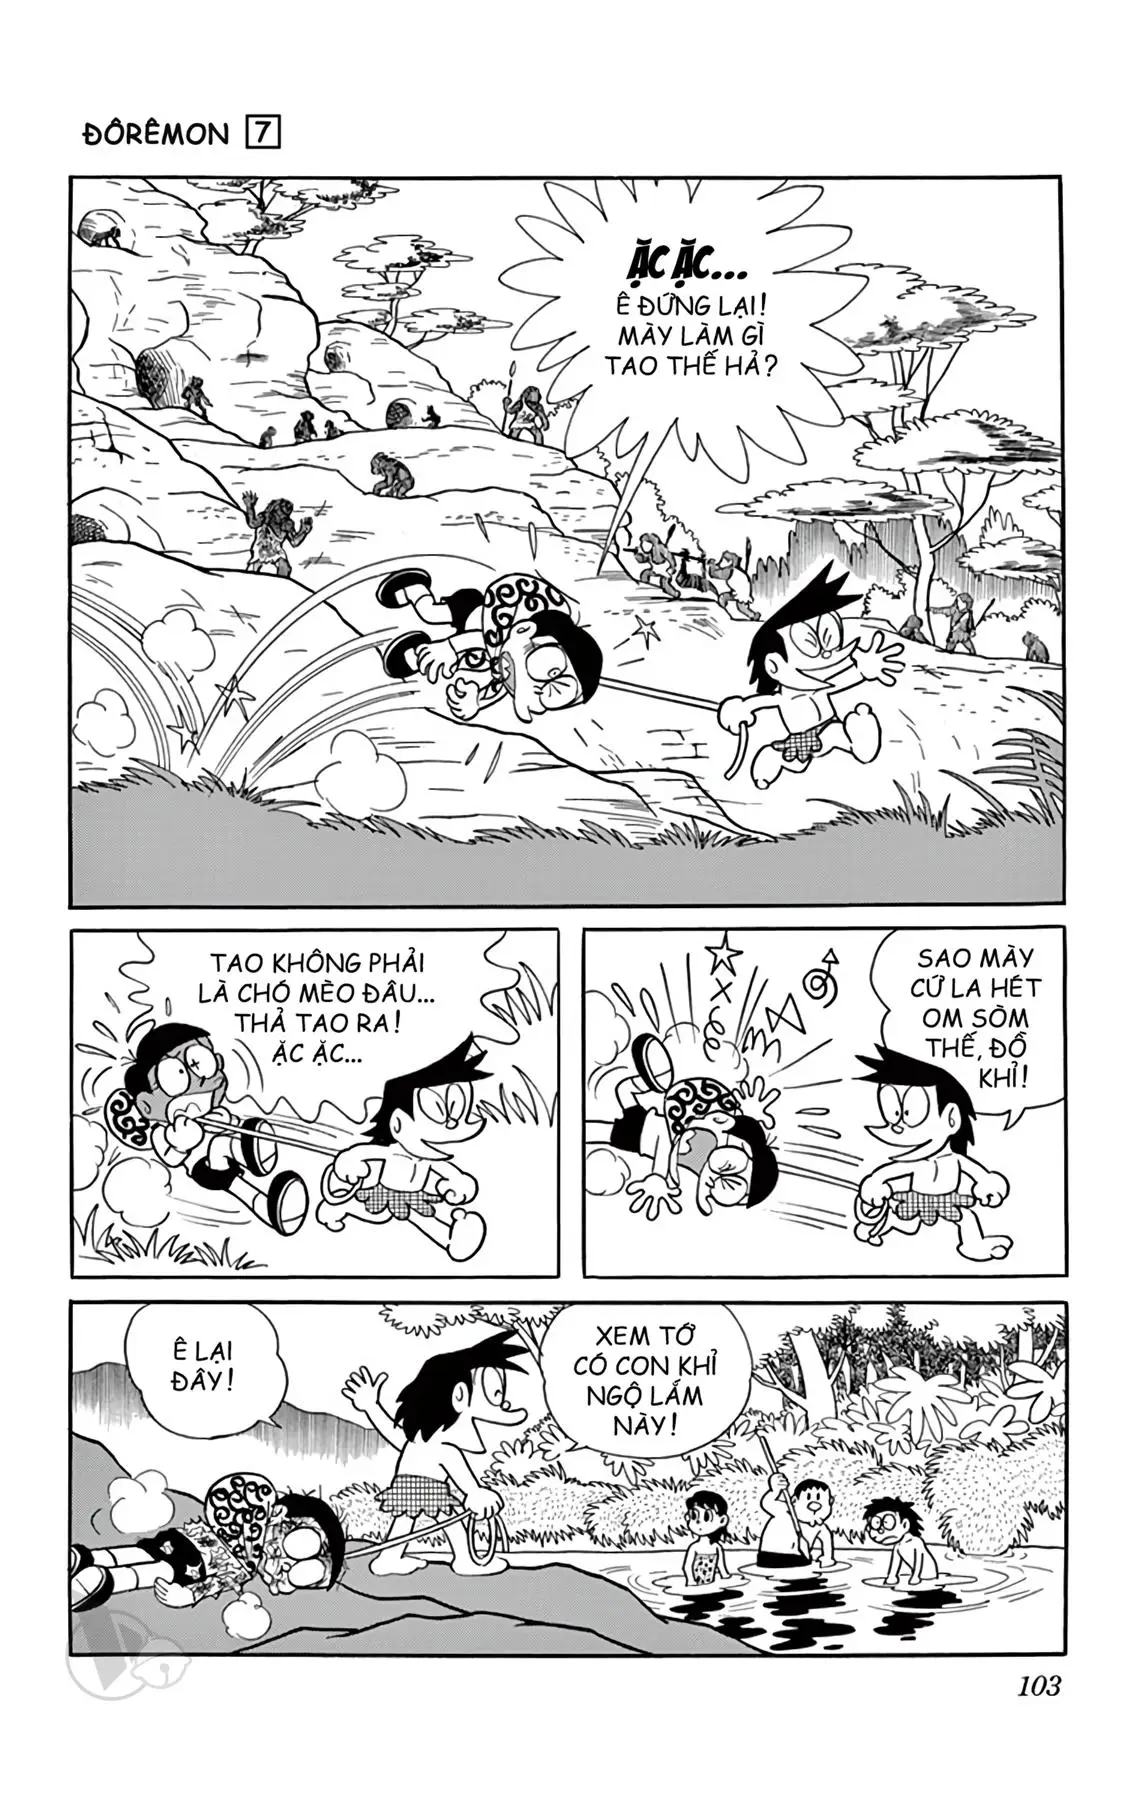 ĐÔRÊMON 7
ẶC ẶC...
Ê ĐỨNG LẠI!
MÀY LÀM GÌ
TAO THẾ HẢ?
TAO KHÔNG PHẢI
LÀ CHÓ MÈO ĐÂU...
THẢ TAO RA!
ẶC ẶC...
SAO MÀY
CỨ LA HÉT
OM SÒM
THẾ, ĐỒ
KHỈ!
Ê LẠI
ĐÂY!
XEM TỚ
CÓ CON KHỈ
NGỘ LẮM
NÀY!
103